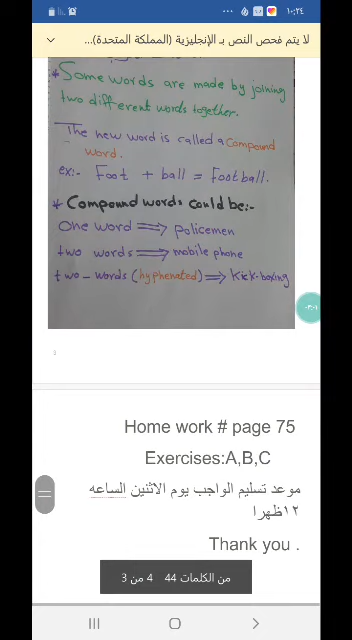 ١٠:٢٤
لا يتم فحص النص بـ الإنجليزية (المملكة المتحدة)...
* Some words are made by joining
two different words together.
The new word is called a Compound
word.
ex:- Foot + ball = Football.
* Compound words could be:-
One word ⟹ policemen
two words ⟹ mobile phone
two - words (hyphenated) ⟹ kick-boxing
Home work # page 75
Exercises:A,B,C
موعد تسليم الواجب يوم الاثنين الساعه
١٢ظهرا
Thank you .
من الكلمات 44   4 من 3